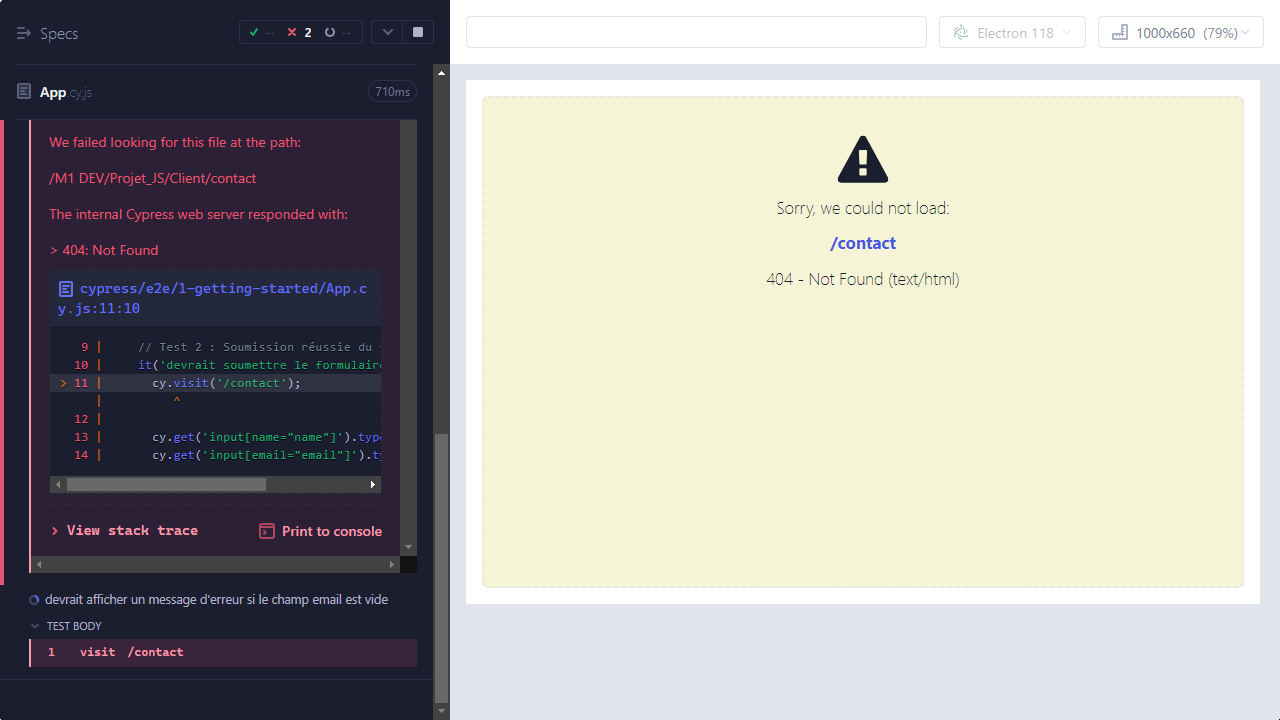 Specs
-- 2 --
Electron 118
1000x660 (79%)
App.cy.js
710ms
We failed looking for this file at the path:
/M1 DEV/Projet_JS/Client/contact
The internal Cypress web server responded with:
> 404: Not Found
cypress/e2e/1-getting-started/App.c
y.js:11:10
9 | // Test 2 : Soumission réussie du
10 | it('devrait soumettre le formulaire
> 11 | cy.visit('/contact');
| ^
12 |
13 | cy.get('input[name="name"]').type
14 | cy.get('input[email="email"]').ty
View stack trace
Print to console
devrait afficher un message d'erreur si le champ email est vide
TEST BODY
1 visit /contact
Sorry, we could not load:
/contact
404 - Not Found (text/html)